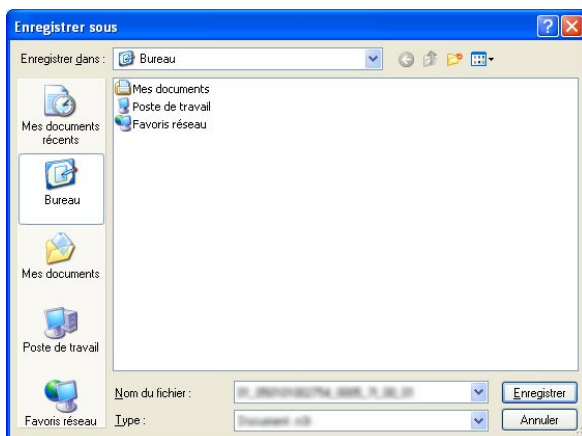 Enregistrer sous
Enregistrer dans : Bureau
Mes documents
Poste de travail
Favoris réseau
Mes documents récents
Bureau
Mes documents
Poste de travail
Favoris réseau
Nom du fichier :
Enregistrer
Type :
Annuler